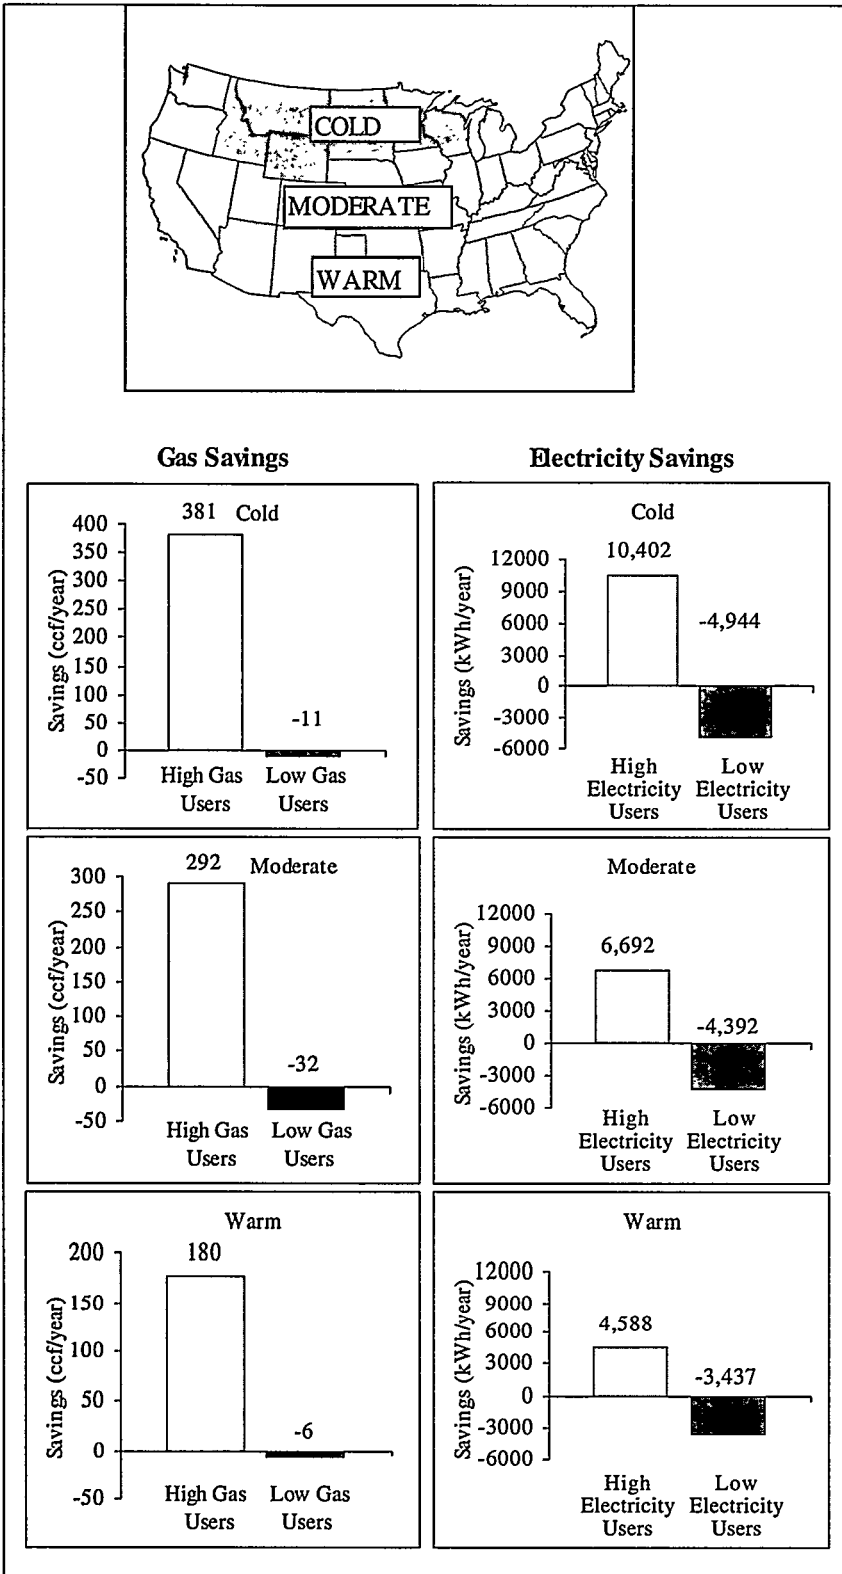 COLD
MODERATE
WARM
Gas Savings
Electricity Savings
381 Cold
400
350
300
250
200
150
100
50
0
-50
Savings (ccf/year)
-11
High Gas Users
Low Gas Users
Cold
12000
9000
6000
3000
0
-3000
-6000
Savings (kWh/year)
10,402
-4,944
High Electricity Users
Low Electricity Users
292 Moderate
300
250
200
150
100
50
0
-50
Savings (ccf/year)
-32
High Gas Users
Low Gas Users
Moderate
12000
9000
6000
3000
0
-3000
-6000
Savings (kWh/year)
6,692
-4,392
High Electricity Users
Low Electricity Users
Warm
200
150
100
50
0
-50
Savings (ccf/year)
180
-6
High Gas Users
Low Gas Users
Warm
12000
9000
6000
3000
0
-3000
-6000
Savings (kWh/year)
4,588
-3,437
High Electricity Users
Low Electricity Users